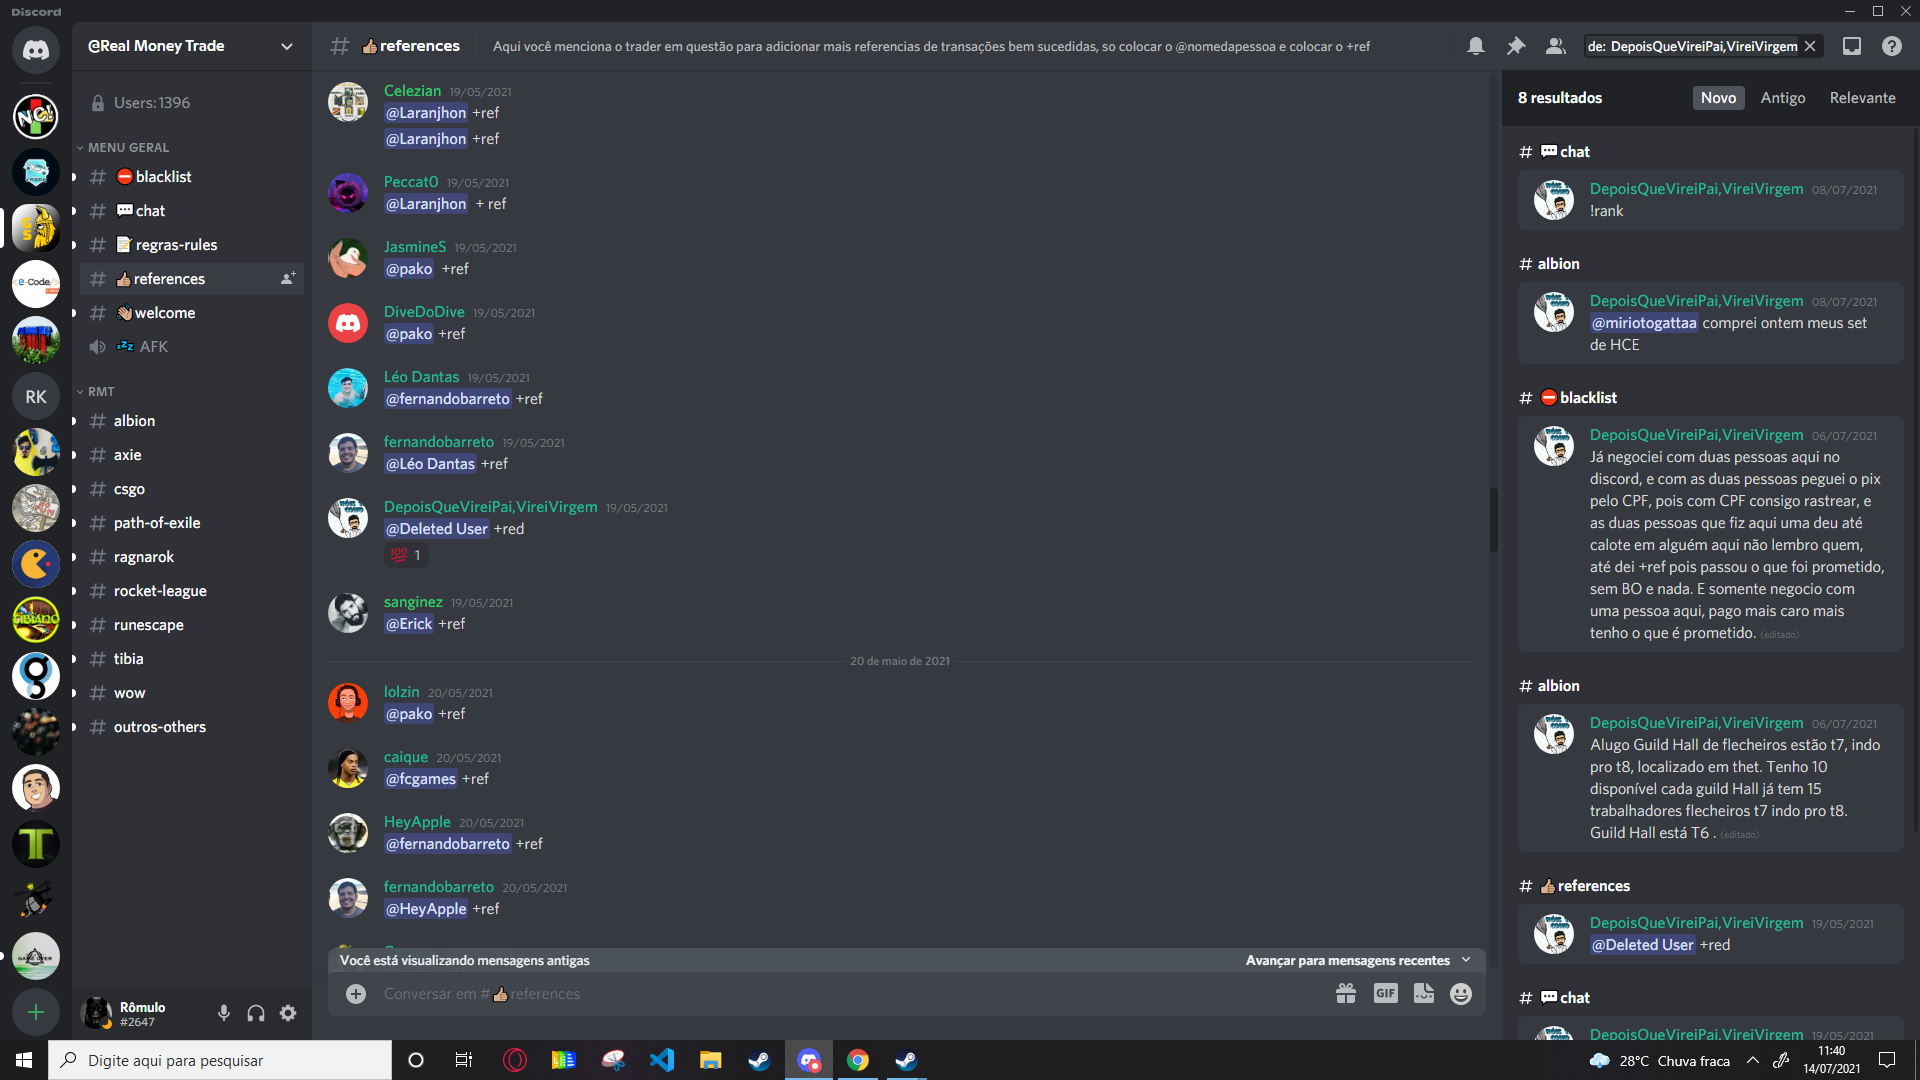 Discord
@Real Money Trade
Users:1396
MENU GERAL
blacklist
chat
regras-rules
references
welcome
AFK
RMT
albion
axie
csgo
path-of-exile
ragnarok
rocket-league
runescape
tibia
wow
outros-others
RK
Rômulo
#2647
references
Aqui você menciona o trader em questão para adicionar mais referencias de transações bem sucedidas, so colocar o @nomedapessoa e colocar o +ref
de: DepoisQueVireiPai,VireiVirgem
Celezian 19/05/2021
@Laranjhon +ref
@Laranjhon +ref
Peccat0 19/05/2021
@Laranjhon + ref
JasmineS 19/05/2021
@pako +ref
DiveDoDive 19/05/2021
@pako +ref
Léo Dantas 19/05/2021
@fernandobarreto +ref
fernandobarreto 19/05/2021
@Léo Dantas +ref
DepoisQueVireiPai,VireiVirgem 19/05/2021
@Deleted User +red
1
sanginez 19/05/2021
@Erick +ref
20 de maio de 2021
lolzin 20/05/2021
@pako +ref
caique 20/05/2021
@fcgames +ref
HeyApple 20/05/2021
@fernandobarreto +ref
fernandobarreto 20/05/2021
@HeyApple +ref
Você está visualizando mensagens antigas
Avançar para mensagens recentes
Conversar em # references
GIF
8 resultados
Novo
Antigo
Relevante
# chat
DepoisQueVireiPai,VireiVirgem 08/07/2021
!rank
# albion
DepoisQueVireiPai,VireiVirgem 08/07/2021
@miriotogattaa comprei ontem meus set
de HCE
# blacklist
DepoisQueVireiPai,VireiVirgem 06/07/2021
Já negociei com duas pessoas aqui no
discord, e com as duas pessoas peguei o pix
pelo CPF, pois com CPF consigo rastrear, e
as duas pessoas que fiz aqui uma deu até
calote em alguém aqui não lembro quem,
até dei +ref pois passou o que foi prometido,
sem BO e nada. E somente negocio com
uma pessoa aqui, pago mais caro mais
tenho o que é prometido. (editado)
# albion
DepoisQueVireiPai,VireiVirgem 06/07/2021
Alugo Guild Hall de flecheiros estão t7, indo
pro t8, localizado em thet. Tenho 10
disponível cada guild Hall já tem 15
trabalhadores flecheiros t7 indo pro t8.
Guild Hall está T6 . (editado)
# references
DepoisQueVireiPai,VireiVirgem 19/05/2021
@Deleted User +red
# chat
DepoisQueVireiPai,VireiVirgem 19/05/2021
Digite aqui para pesquisar
28°C Chuva fraca
11:40
14/07/2021